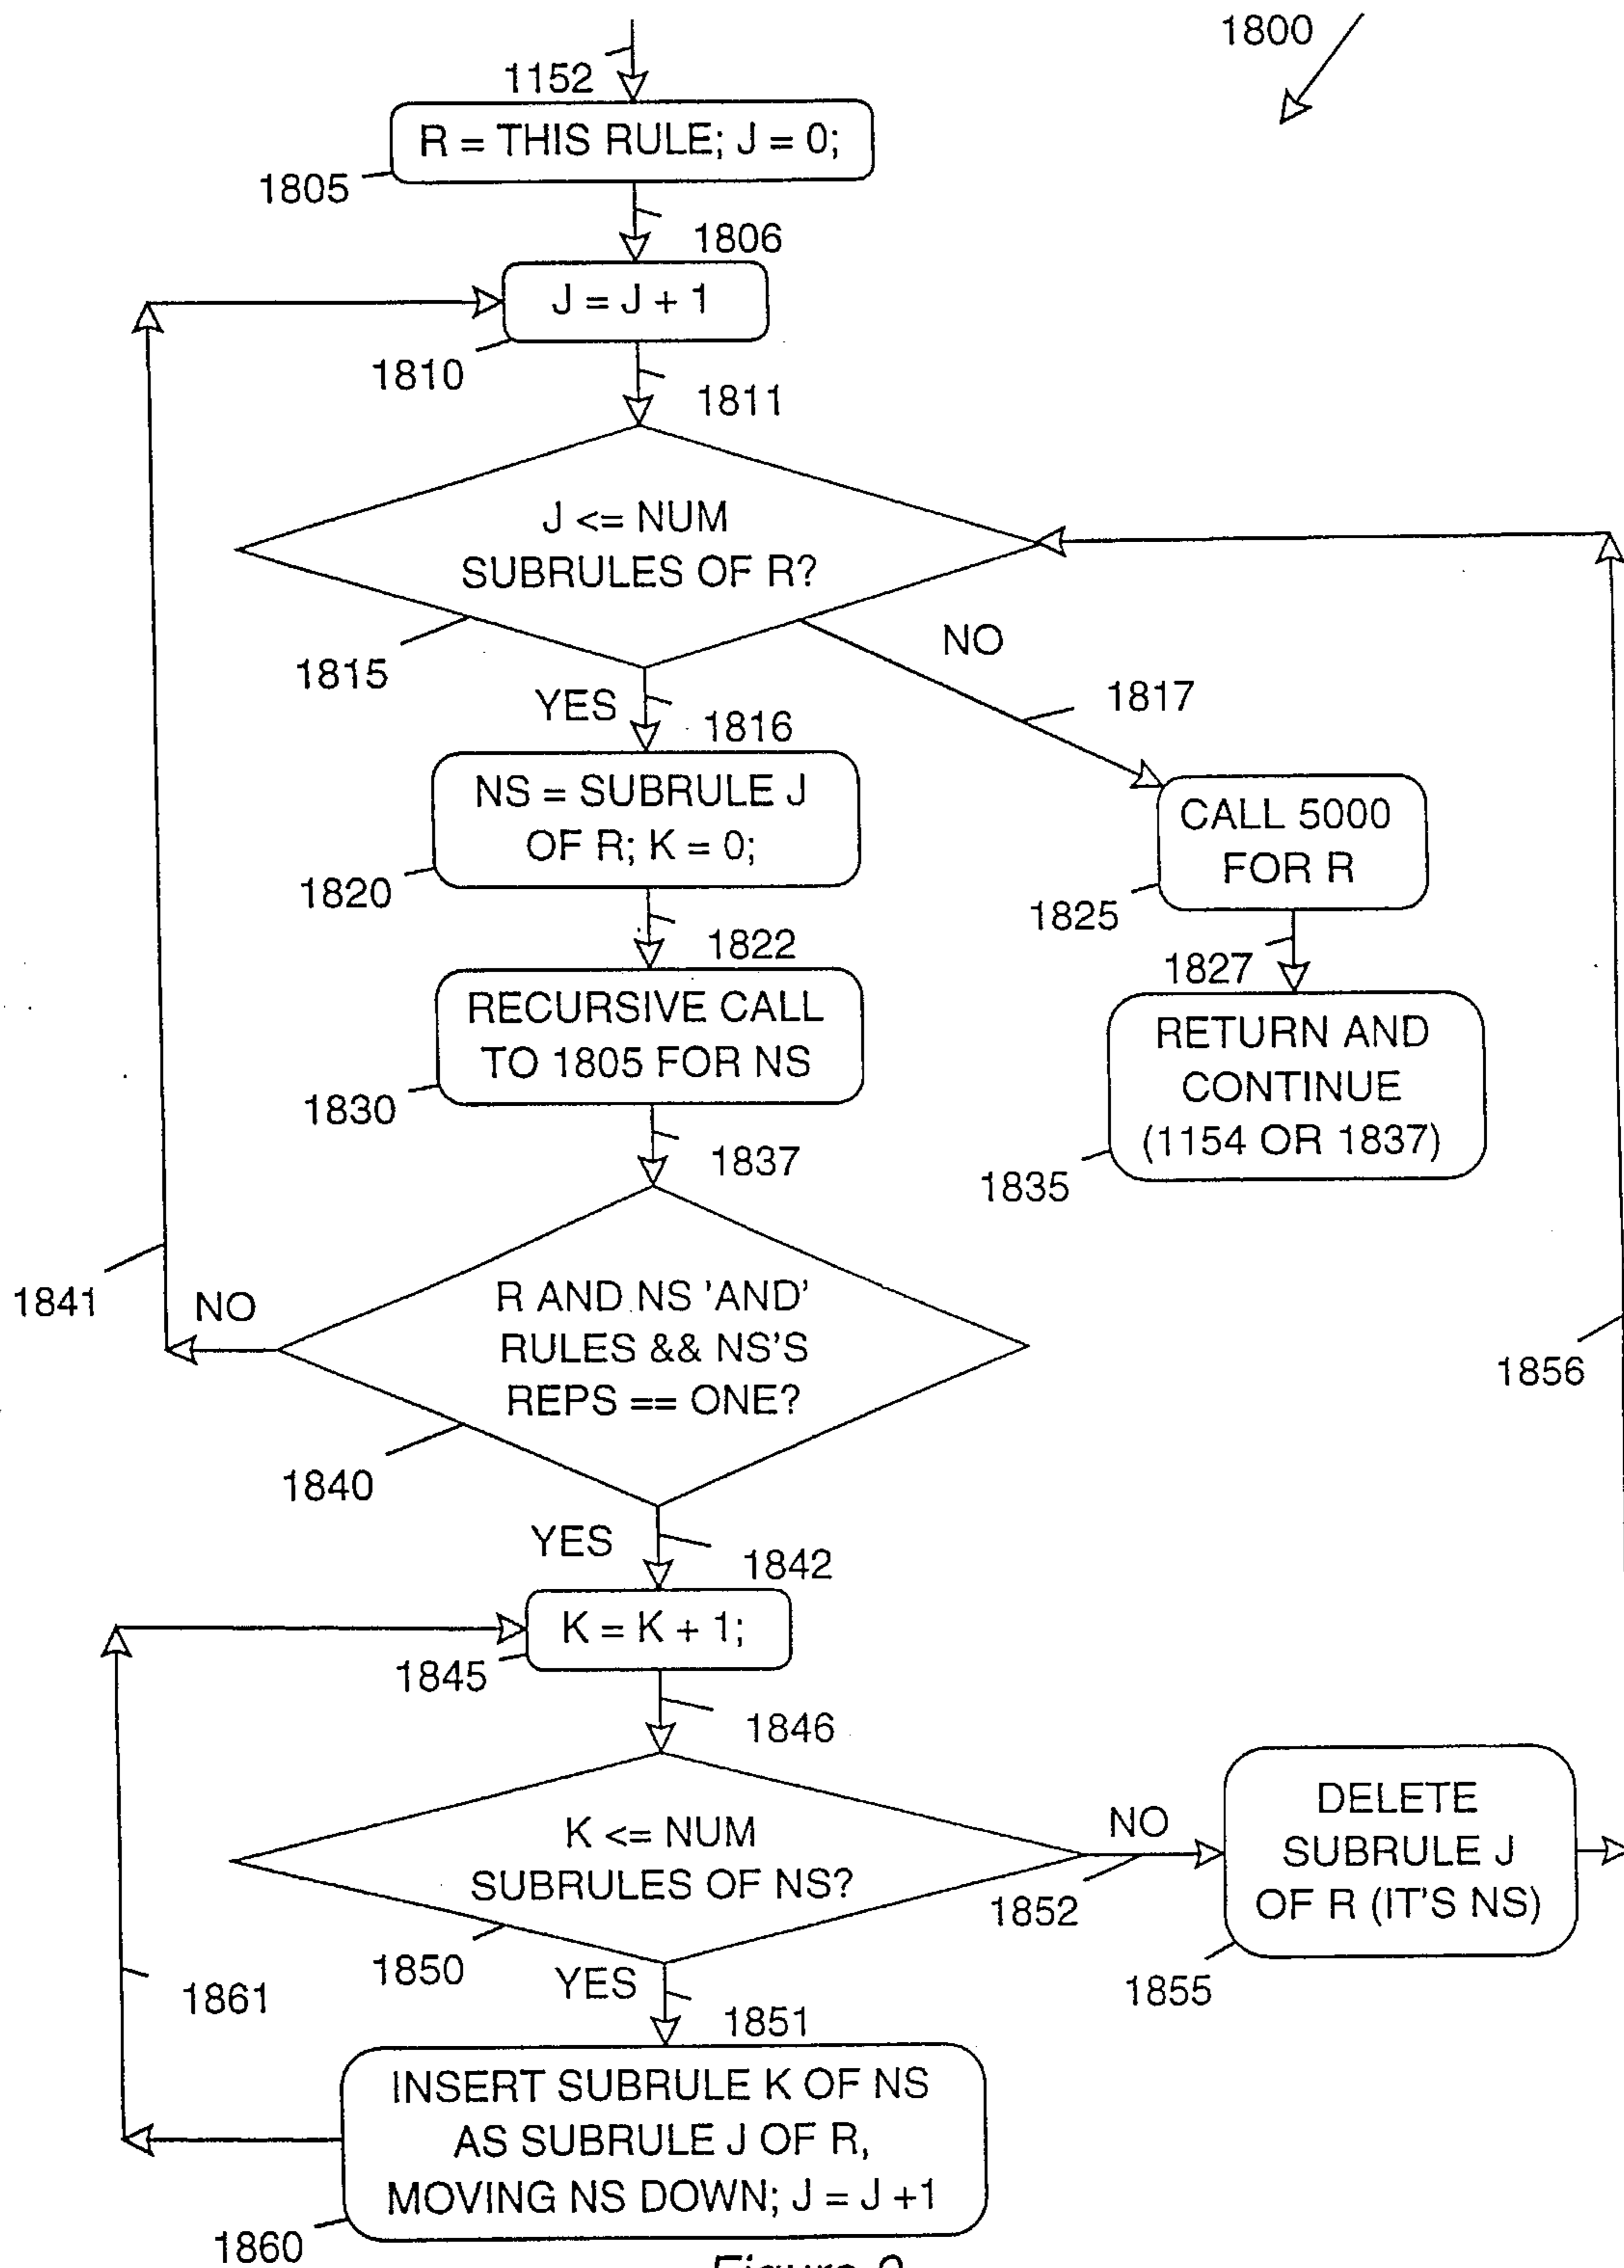 1800
1152
R = THIS RULE; J = 0;
1805
1806
J = J + 1
1810
1811
J <= NUM
SUBRULES OF R?
1815
NO
1817
YES
1816
NS = SUBRULE J
OF R; K = 0;
1820
CALL 5000
FOR R
1825
1822
1827
RECURSIVE CALL
TO 1805 FOR NS
1830
RETURN AND
CONTINUE
(1154 OR 1837)
1835
1837
1841
NO
R AND NS 'AND'
RULES && NS'S
REPS == ONE?
1840
1856
YES
1842
K = K + 1;
1845
1846
K <= NUM
SUBRULES OF NS?
1850
NO
1852
DELETE
SUBRULE J
OF R (IT'S NS)
1855
YES
1861
1851
INSERT SUBRULE K OF NS
AS SUBRULE J OF R,
MOVING NS DOWN; J = J +1
1860
Figure